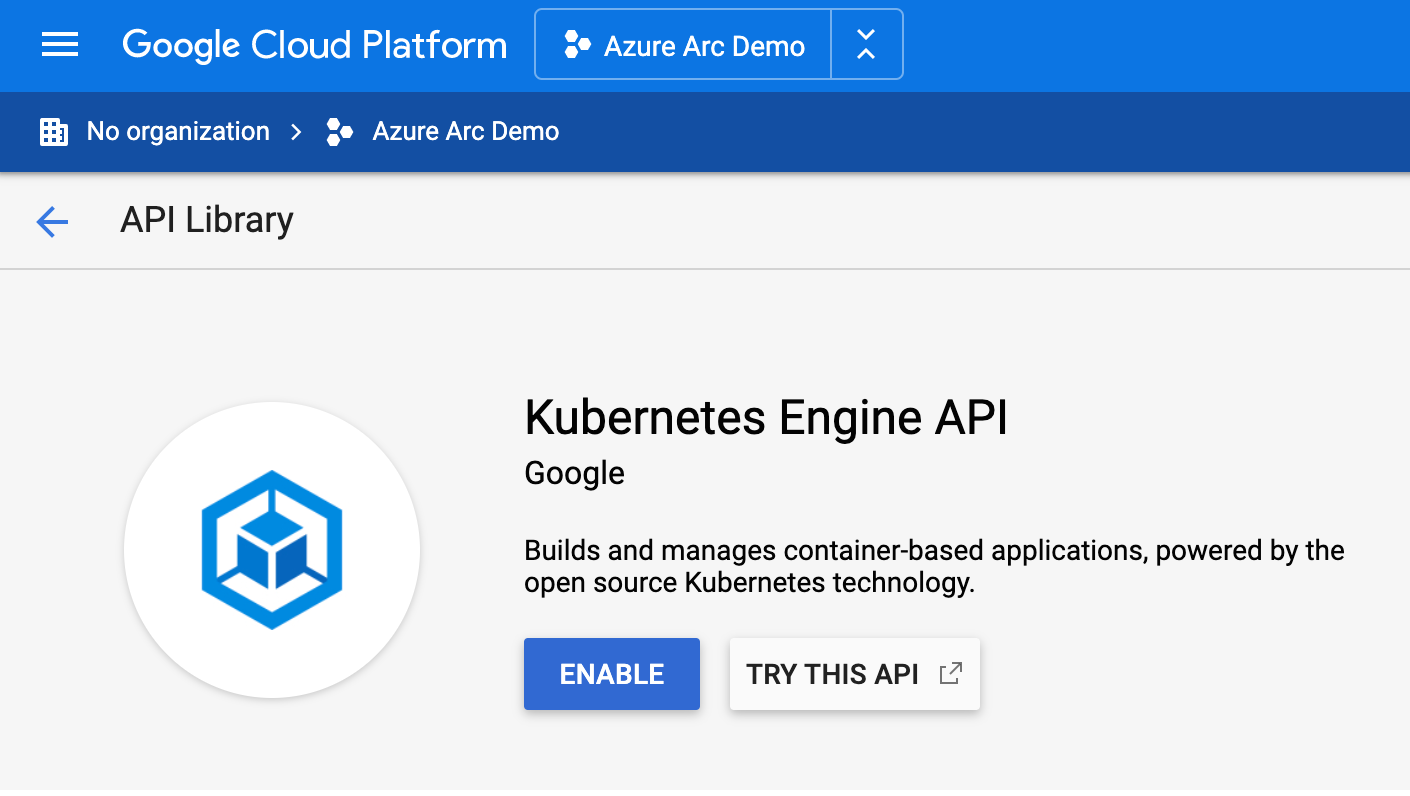 Google Cloud Platform
Azure Arc Demo
No organization
Azure Arc Demo
API Library
Kubernetes Engine API
Google
Builds and manages container-based applications, powered by the
open source Kubernetes technology.
ENABLE
TRY THIS API